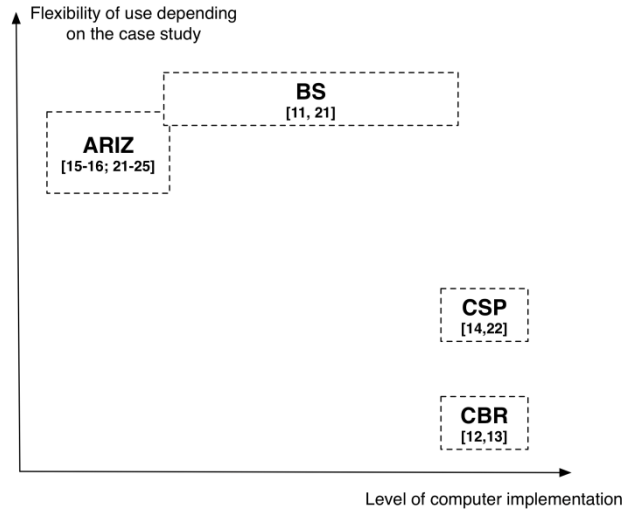 Flexibility of use depending
on the case study
BS
[11, 21]
ARIZ
[15-16; 21-25]
CSP
[14,22]
CBR
[12,13]
Level of computer implementation